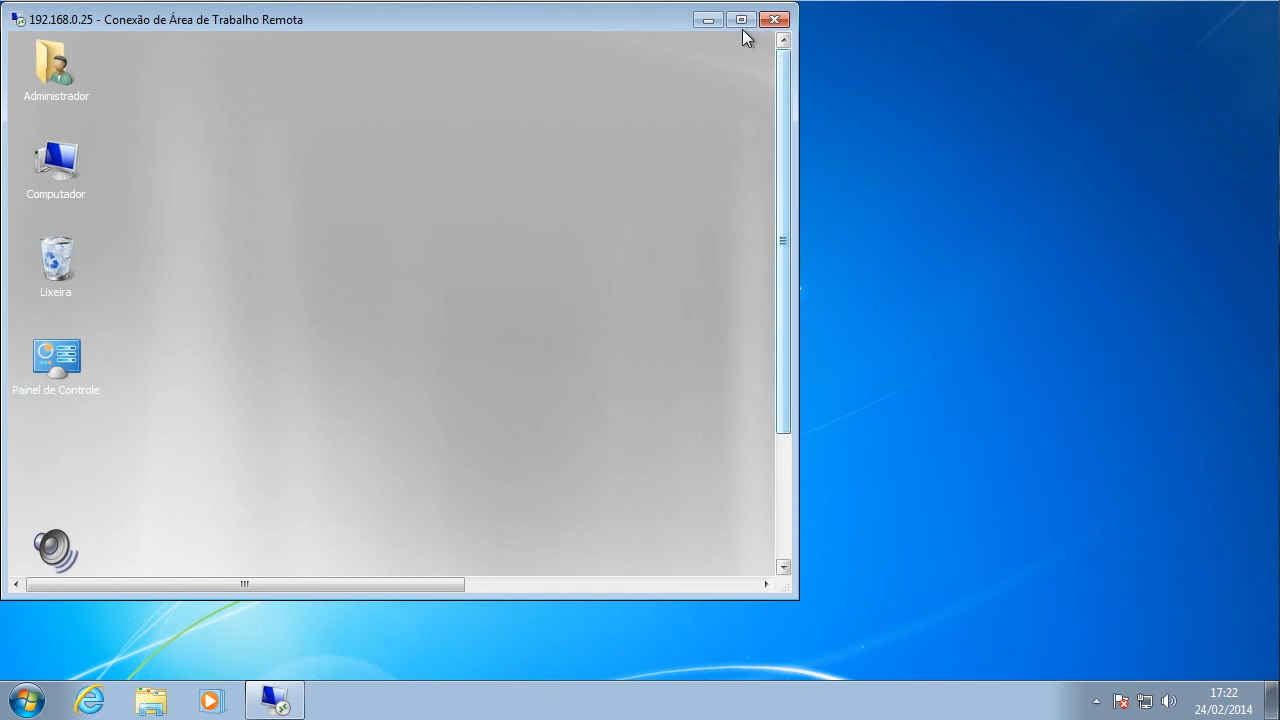 192.168.0.25 - Conexão de Área de Trabalho Remota
Administrador
Computador
Lixeira
Painel de Controle
17:22
24/02/2014